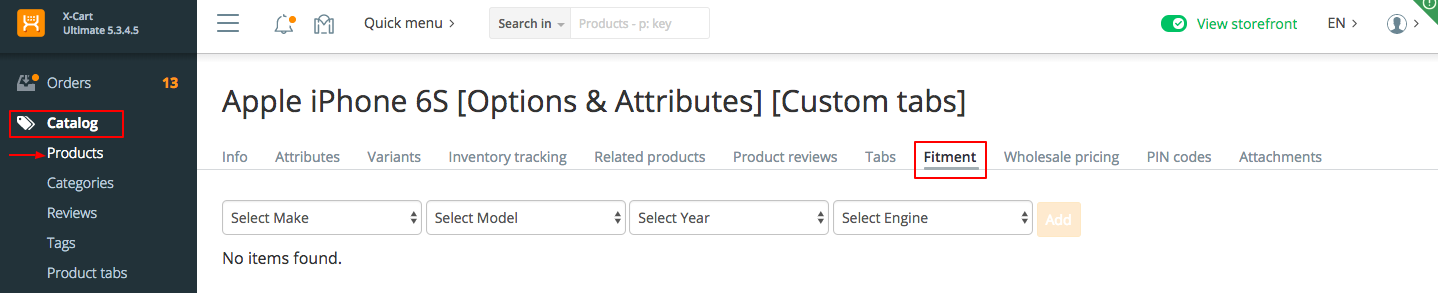 X-Cart
Ultimate 5.3.4.5
Quick menu
Search in
Products - p: key
View storefront
EN
Orders
13
Catalog
Products
Categories
Reviews
Tags
Product tabs
Apple iPhone 6S [Options & Attributes] [Custom tabs]
Info Attributes Variants Inventory tracking Related products Product reviews Tabs Fitment Wholesale pricing PIN codes Attachments
Select Make Select Model Select Year Select Engine Add
No items found.